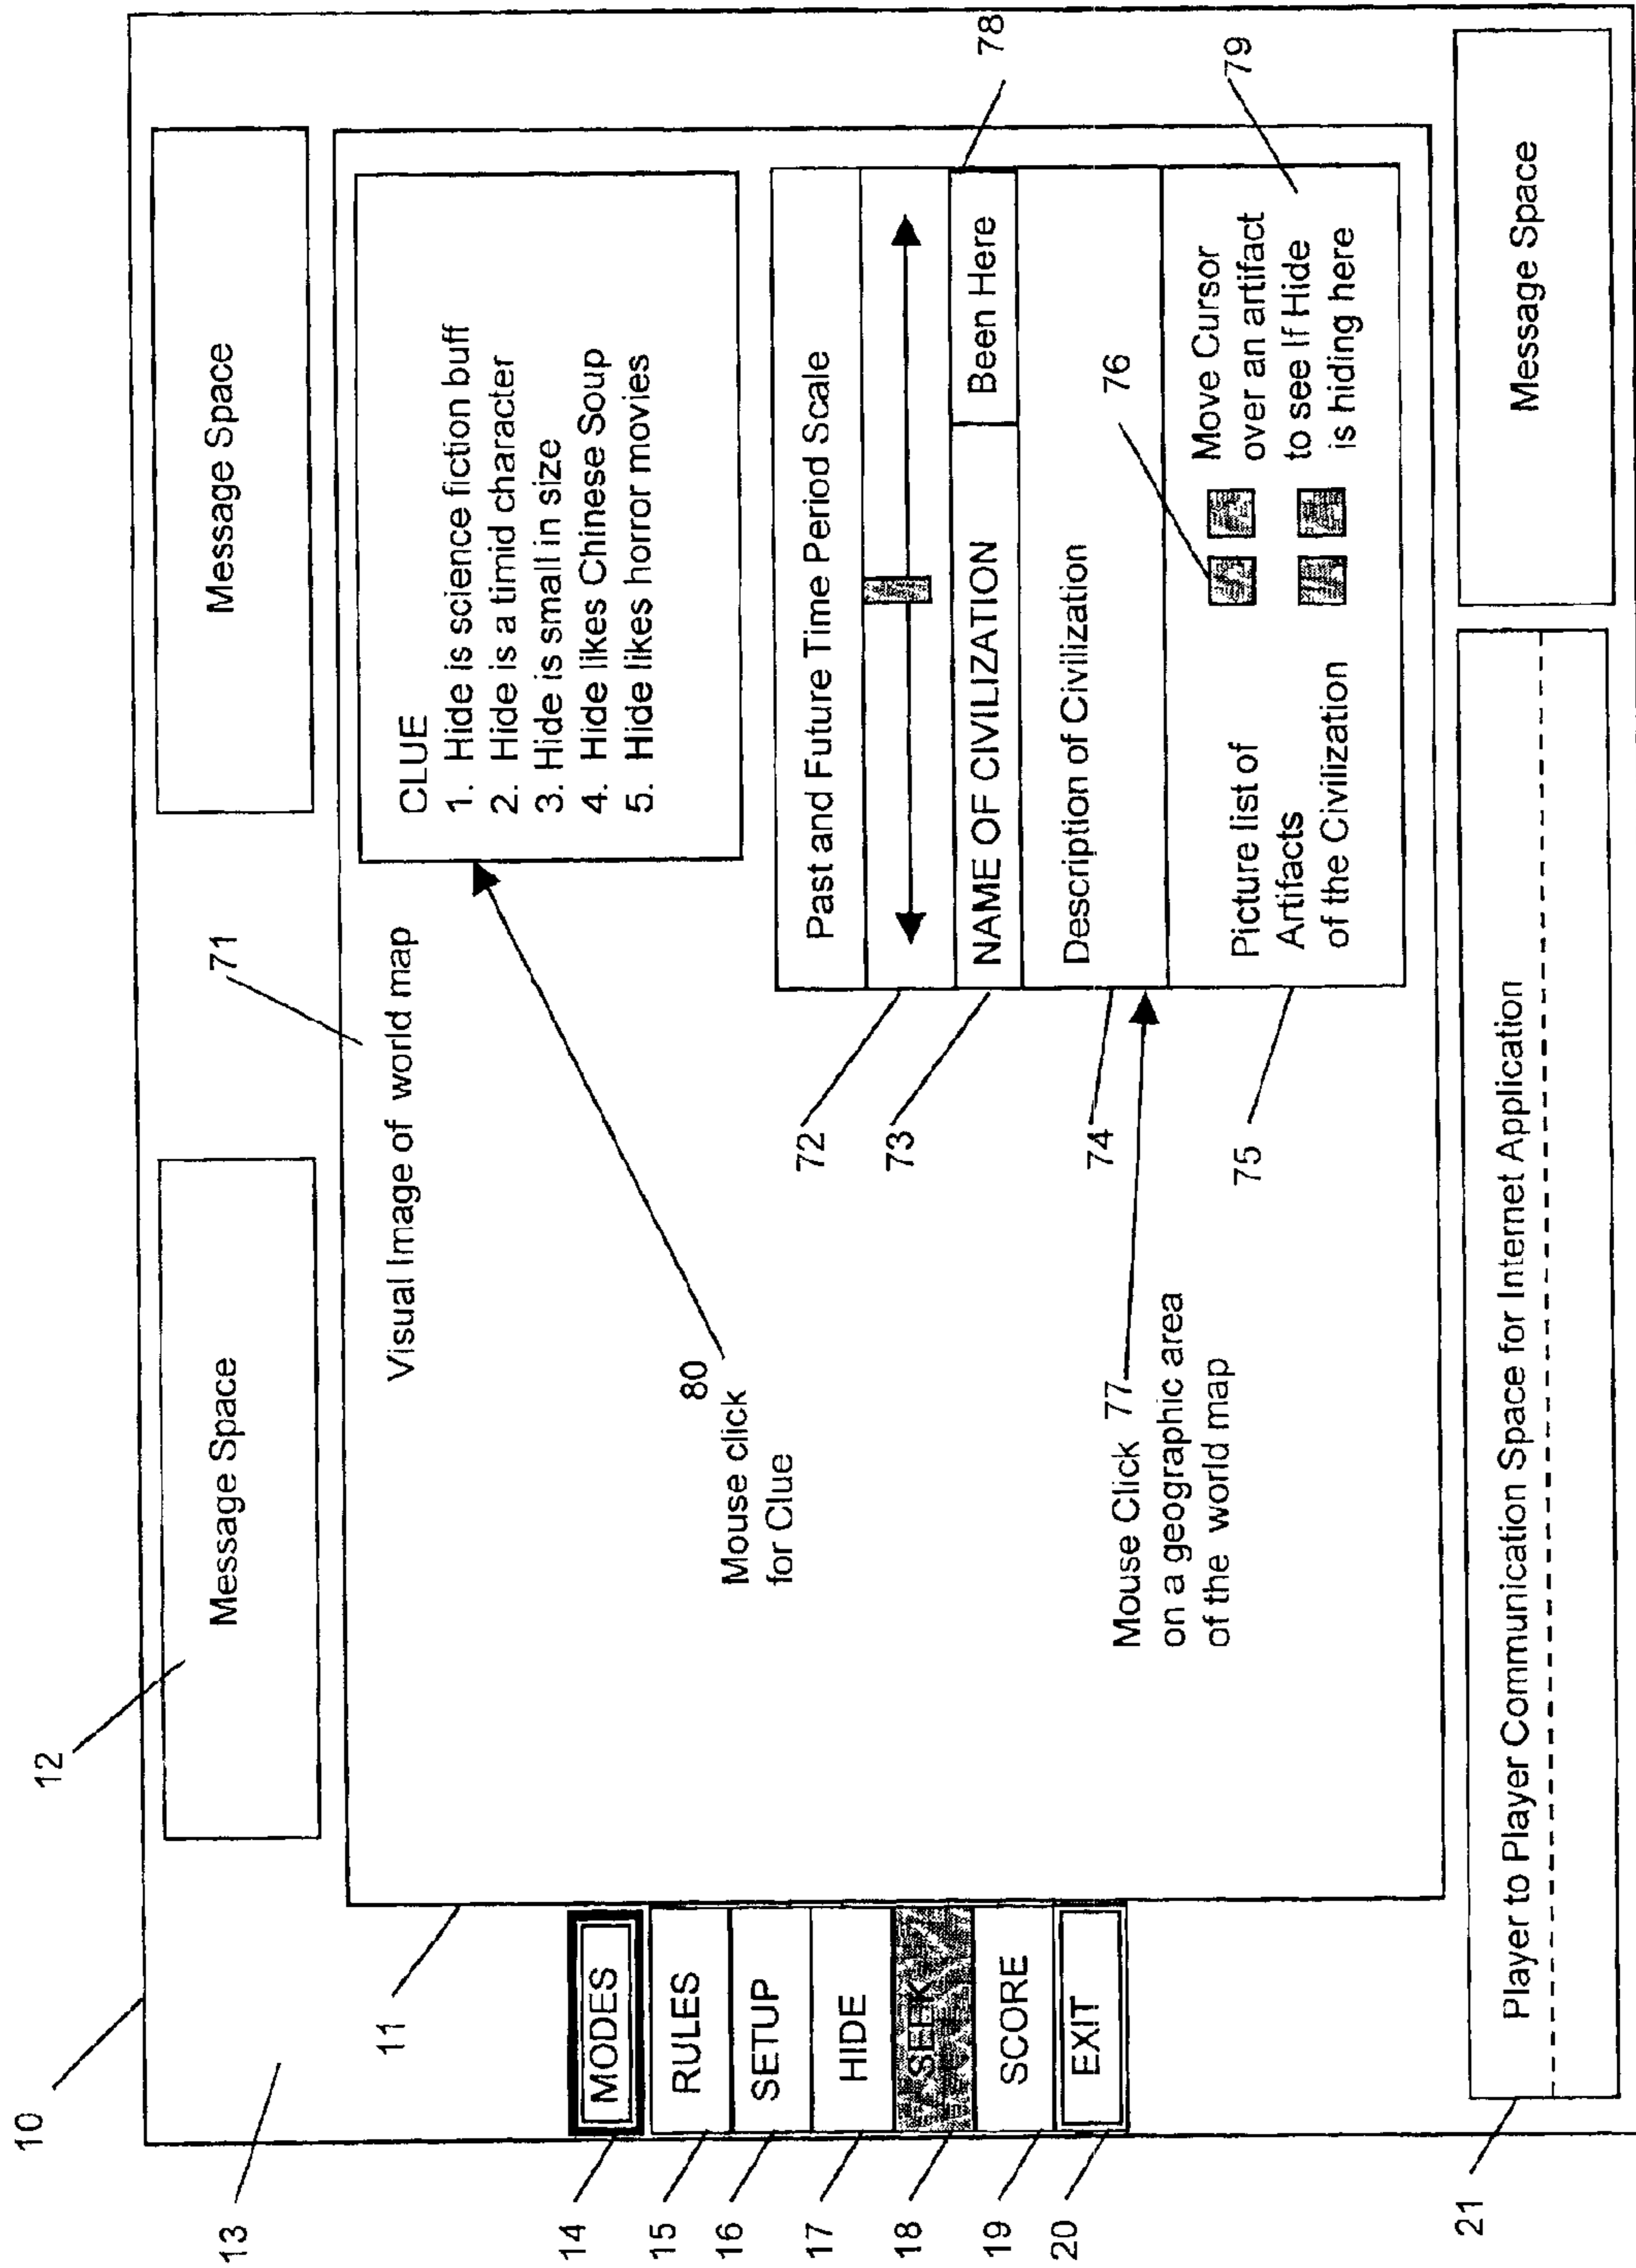 10
13
12
Message Space
Message Space
71
Visual Image of world map
11
CLUE
1. Hide is science fiction buff
2. Hide is a timid character
3. Hide is small in size
4. Hide likes Chinese Soup
5. Hide likes horror movies
80
Mouse click
for Clue
14
MODES
15
RULES
16
SETUP
17
HIDE
18
SEEK
19
SCORE
20
EXIT
Past and Future Time Period Scale
72
73
NAME OF CIVILIZATION
Been Here
78
74
Description of Civilization
76
Mouse Click 77
on a geographic area
of the world map
75
Picture list of
Artifacts
of the Civilization
Move Cursor
over an artifact
to see If Hide
is hiding here
79
21
Player to Player Communication Space for Internet Application
Message Space